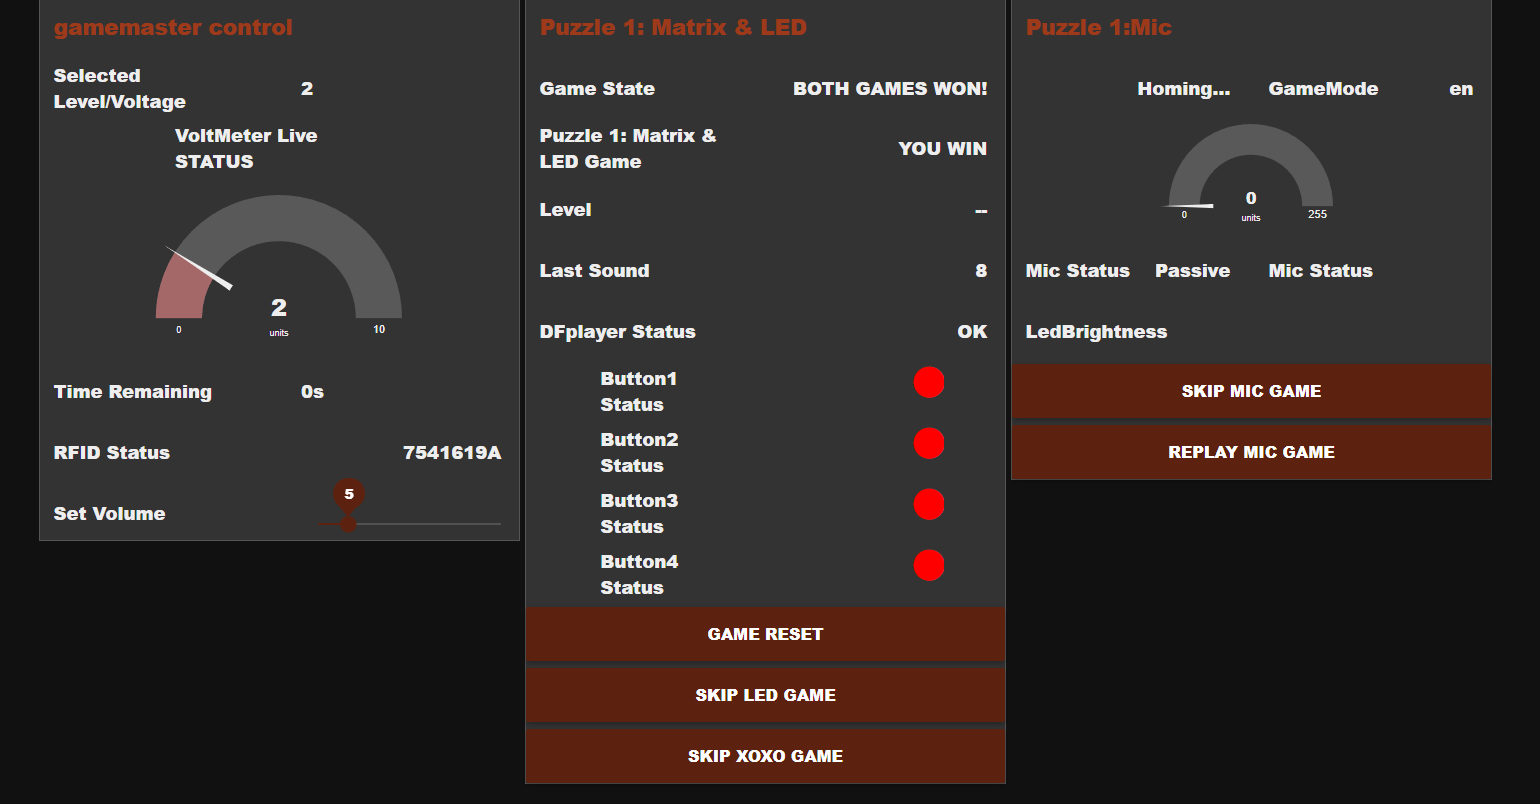 gamemaster control
Selected
Level/Voltage
2
VoltMeter Live
STATUS
2
units
0
10
Time Remaining
0s
RFID Status
7541619A
Set Volume
5
Puzzle 1: Matrix & LED
Game State
BOTH GAMES WON!
Puzzle 1: Matrix &
LED Game
YOU WIN
Level
--
Last Sound
8
DFplayer Status
OK
Button1
Status
Button2
Status
Button3
Status
Button4
Status
GAME RESET
SKIP LED GAME
SKIP XOXO GAME
Puzzle 1:Mic
Homing...
GameMode
en
0
units
0
255
Mic Status
Passive
Mic Status
LedBrightness
SKIP MIC GAME
REPLAY MIC GAME